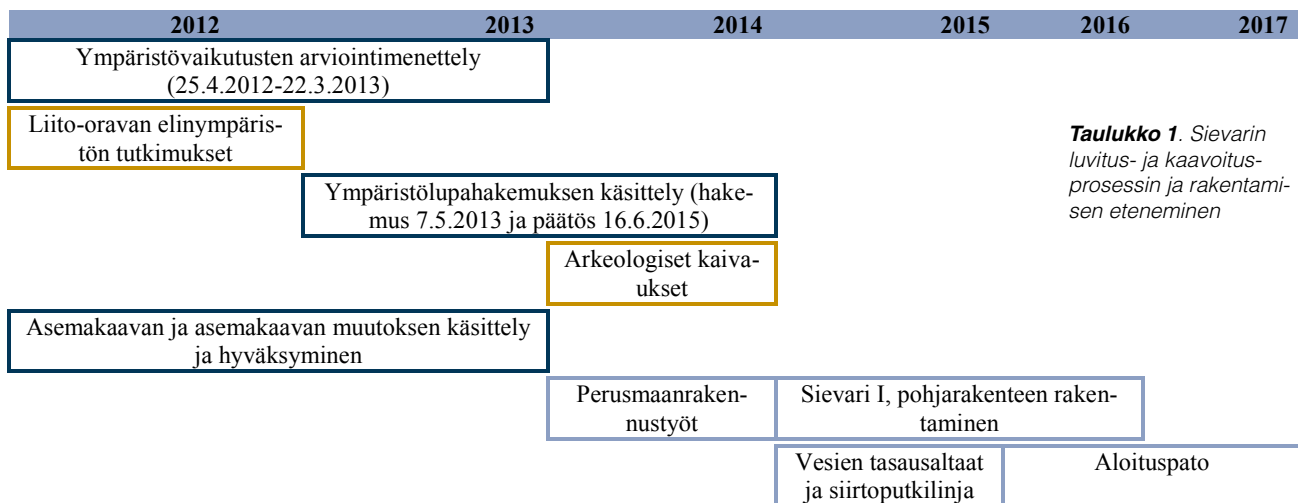 2012 2013 2014 2015 2016 2017
Ympäristövaikutusten arviointimenettely
(25.4.2012-22.3.2013)
Liito-oravan elinympäris-
tön tutkimukset
Taulukko 1. Sievarin
luvitus- ja kaavoitus-
prosessin ja rakentami-
sen eteneminen
Ympäristölupahakemuksen käsittely (hake-
mus 7.5.2013 ja päätös 16.6.2015)
Arkeologiset kaiva-
ukset
Asemakaavan ja asemakaavan muutoksen käsittely
ja hyväksyminen
Perusmaanraken-
nustyöt
Sievari I, pohjarakenteen raken-
taminen
Vesien tasausaltaat
ja siirtoputkilinja
Aloituspato